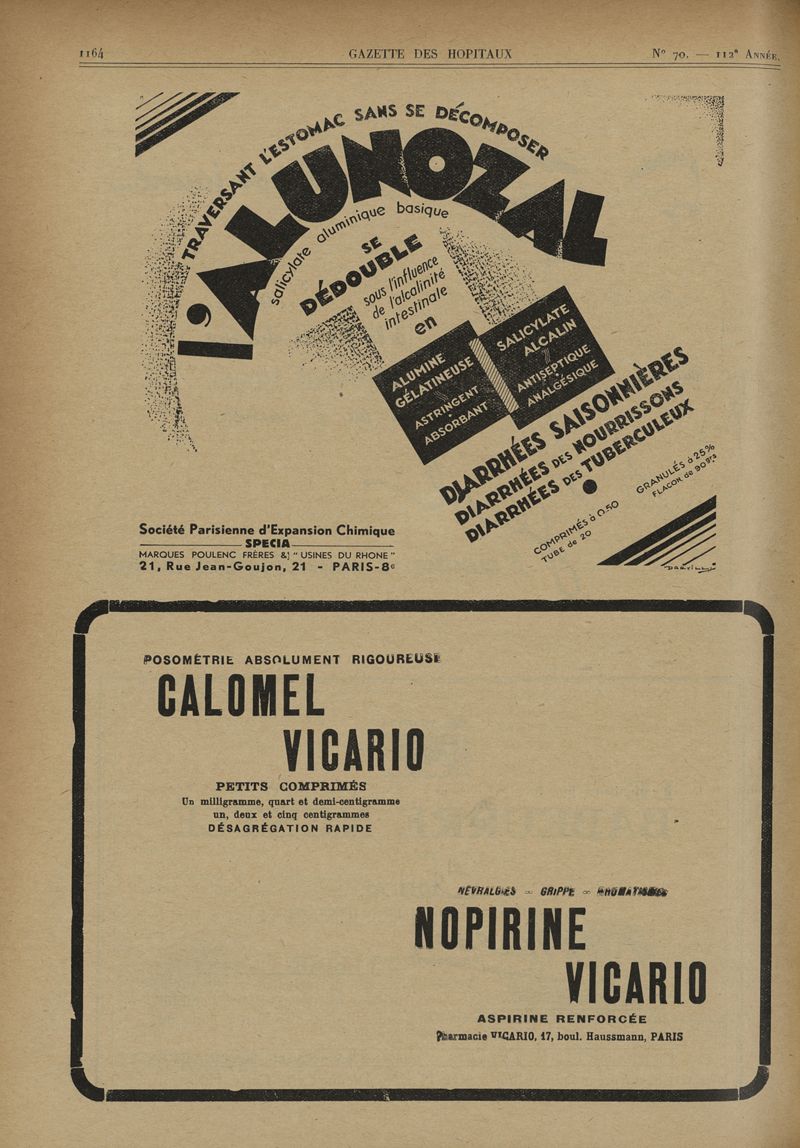 1164 GAZETTE DES HOPITAUX N° 70. — 112e ANNÉE.
TRAVERSANT L'ESTOMAC SANS SE DÉCOMPOSER
l'ALUNOZAL
salicylate aluminique basique
SE
DÉDOUBLE
sous l'influence
de l'alcalinité
intestinale
en
ALUMINE
GÉLATINEUSE
ASTRINGENT
ABSORBANT
SALICYLATE
ALCALIN
ANTISEPTIQUE
ANALGÉSIQUE
DIARRHÉES SAISONNIÈRES
DIARRHÉES DES NOURRISSONS
DIARRHÉES DES TUBERCULEUX
COMPRIMÉS à 0.50
TUBE de 20
GRANULÉS à 25%
FLACON de 90grs
Société Parisienne d'Expansion Chimique
SPECIA
MARQUES POULENC FRÈRES & "USINES DU RHONE"
21, Rue Jean-Goujon, 21 - PARIS-8e
POSOMÉTRIE ABSOLUMENT RIGOUREUSE
CALOMEL
VICARIO
PETITS COMPRIMÉS
Un milligramme, quart et demi-centigramme
un, deux et cinq centigrammes
DÉSAGRÉGATION RAPIDE
NÉVRALGIES — GRIPPE — RHUMATISMES
NOPIRINE
VICARIO
ASPIRINE RENFORCÉE
Pharmacie VICARIO, 17, boul. Haussmann, PARIS